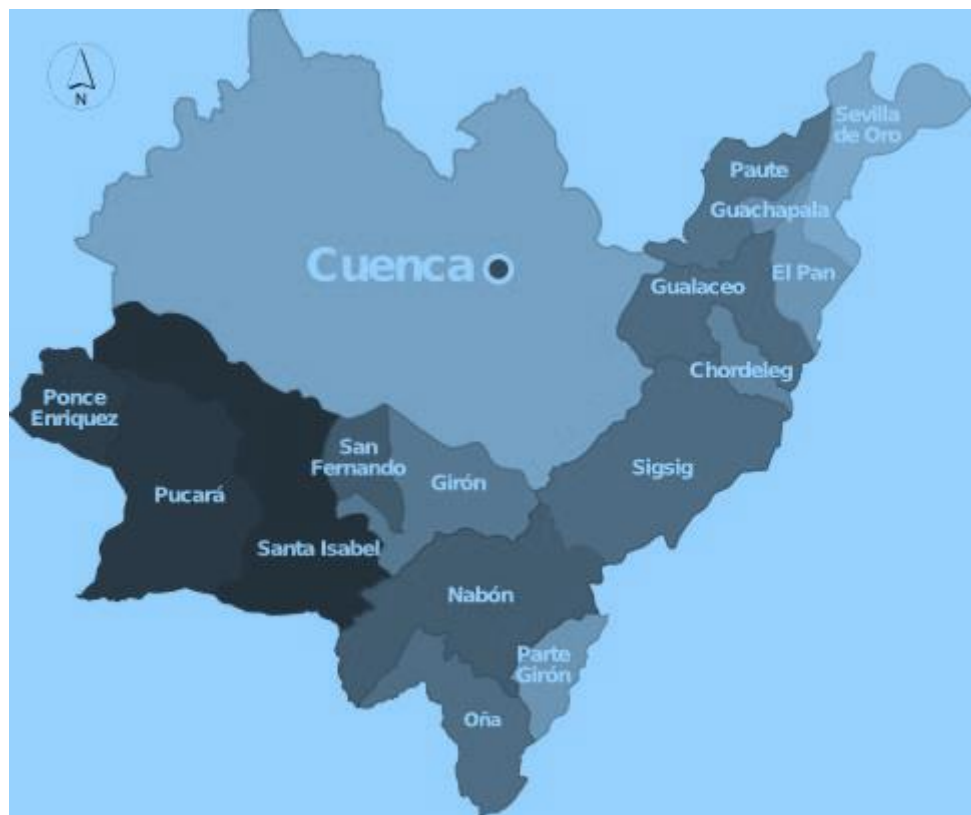 N
Sevilla
de Oro
Paute
Guachapala
Cuenca
El Pan
Gualaceo
Chordeleg
Ponce
Enriquez
San
Fernando
Girón
Sigsig
Pucará
Santa Isabel
Nabón
Parte
Girón
Oña